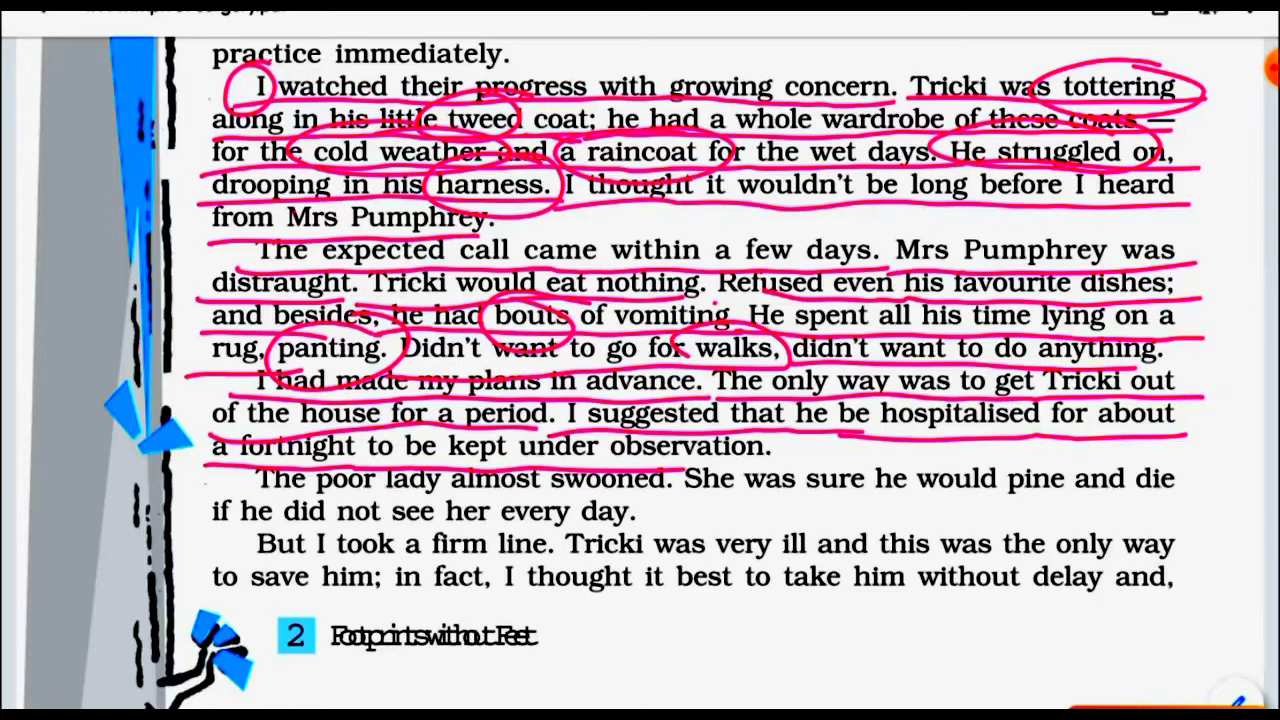 practice immediately.
I watched their progress with growing concern. Tricki was tottering
along in his little tweed coat; he had a whole wardrobe of these coats —
for the cold weather and a raincoat for the wet days. He struggled on,
drooping in his harness. I thought it wouldn't be long before I heard
from Mrs Pumphrey.
The expected call came within a few days. Mrs Pumphrey was
distraught. Tricki would eat nothing. Refused even his favourite dishes;
and besides, he had bouts of vomiting. He spent all his time lying on a
rug, panting. Didn't want to go for walks, didn't want to do anything.
I had made my plans in advance. The only way was to get Tricki out
of the house for a period. I suggested that he be hospitalised for about
a fortnight to be kept under observation.
The poor lady almost swooned. She was sure he would pine and die
if he did not see her every day.
But I took a firm line. Tricki was very ill and this was the only way
to save him; in fact, I thought it best to take him without delay and,
2 Footprints without Feet